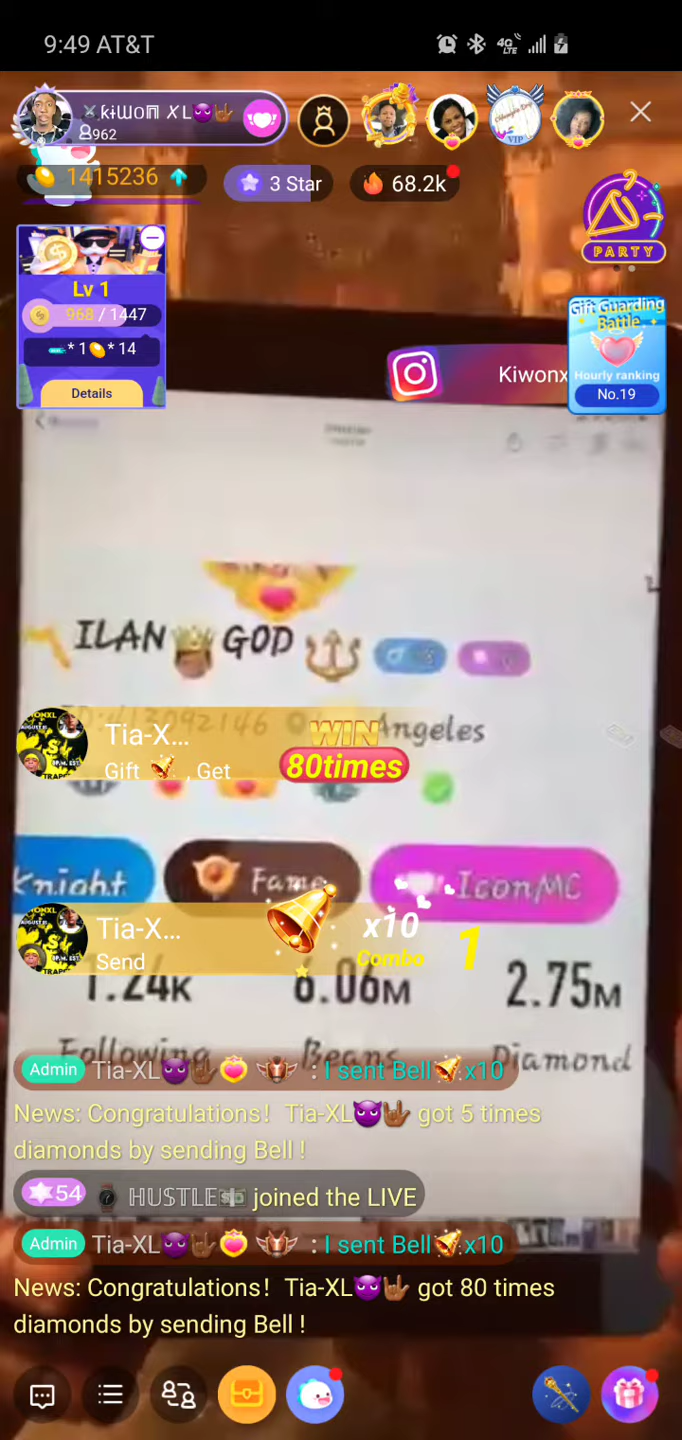 9:49 AT&T
4G LTE
⚔️ƙɨƜO𝕟 ✗L😈🤟🏾
962
1415236
3 Star
68.2k
PARTY
Lv 1
968 / 1447
* 1 * 14
Details
Gift Guarding
Battle
Hourly ranking
No.19
Kiwonx
ILAN GOD
Angeles
Tia-X...
Gift 🔔 , Get
WIN
80times
Knight
Fame
IconMC
Tia-X...
Send
x10
Combo
1
1.24K
6.06M
2.75M
Following
Beans
Diamond
Admin Tia-XL😈🤟🏾 : I sent Bell🔔x10
News: Congratulations！ Tia-XL😈🤟🏾 got 5 times
diamonds by sending Bell !
54 ⌚ ℍ𝕌𝕊𝕋𝕃𝔼💵 joined the LIVE
Admin Tia-XL😈🤟🏾 : I sent Bell🔔x10
News: Congratulations！ Tia-XL😈🤟🏾 got 80 times
diamonds by sending Bell !